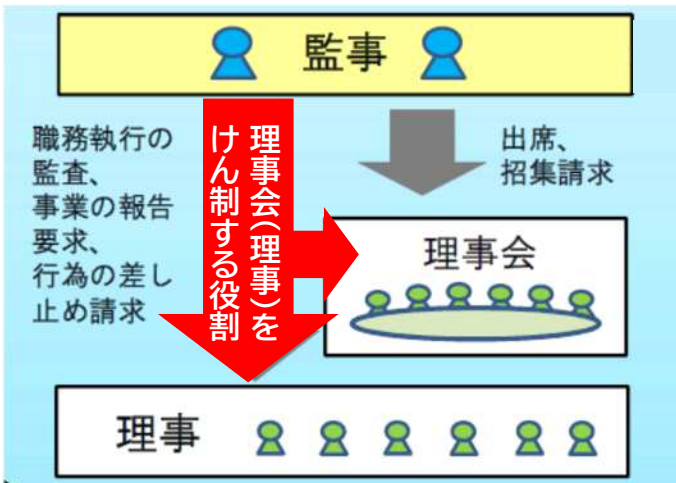 監事
職務執行の
監査、
事業の報告
要求、
行為の差し
止め請求
理事会(理事)を
けん制する役割
出席、
招集請求
理事会
理事